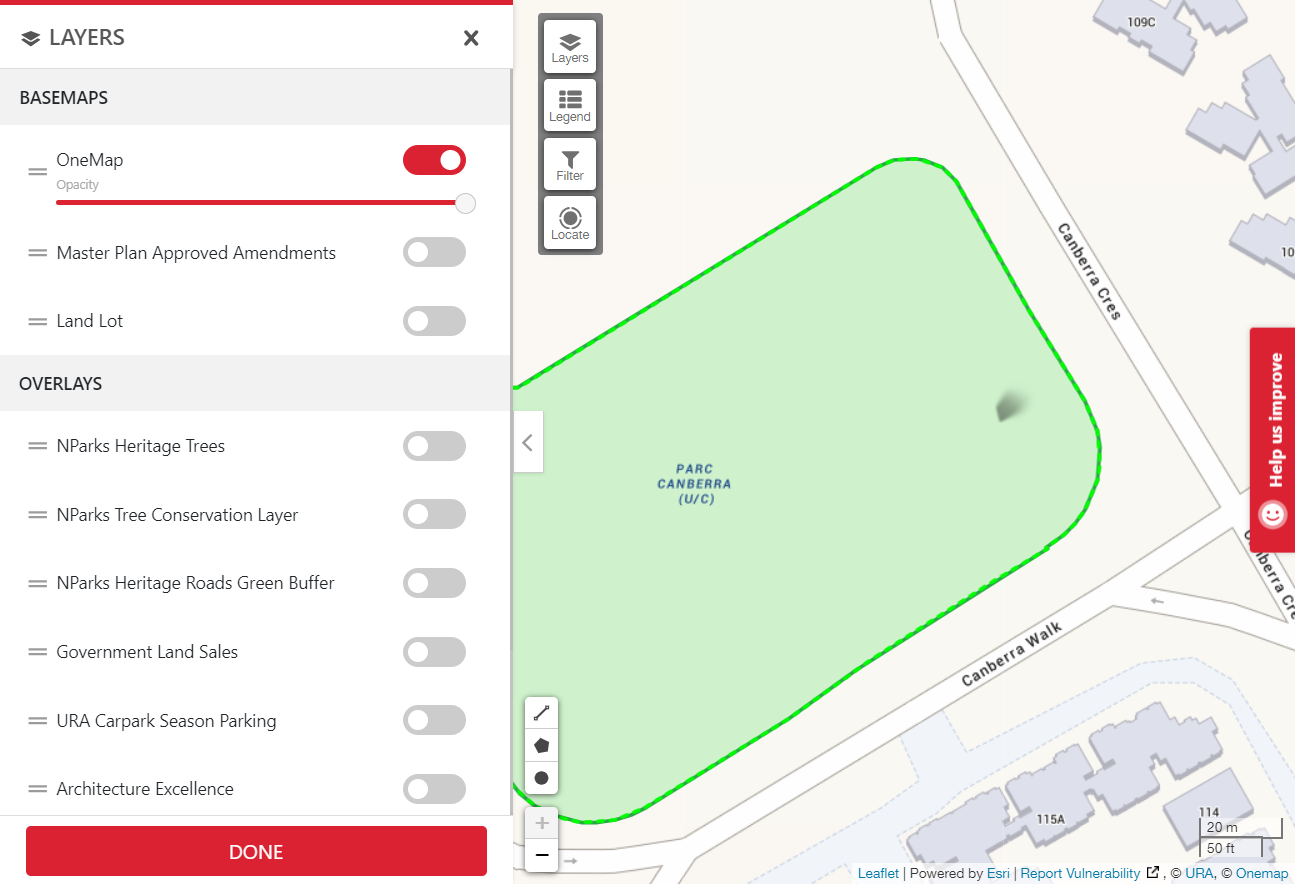 LAYERS
BASEMAPS
OneMap
Opacity
Master Plan Approved Amendments
Land Lot
OVERLAYS
NParks Heritage Trees
NParks Tree Conservation Layer
NParks Heritage Roads Green Buffer
Government Land Sales
URA Carpark Season Parking
Architecture Excellence
DONE
Layers
Legend
Filter
Locate
109C
Canberra Cres
10
PARC
CANBERRA
(U/C)
Help us improve
Canberra Walk
115A
114
20 m
50 ft
Leaflet | Powered by Esri | Report Vulnerability , © URA, © Onemap